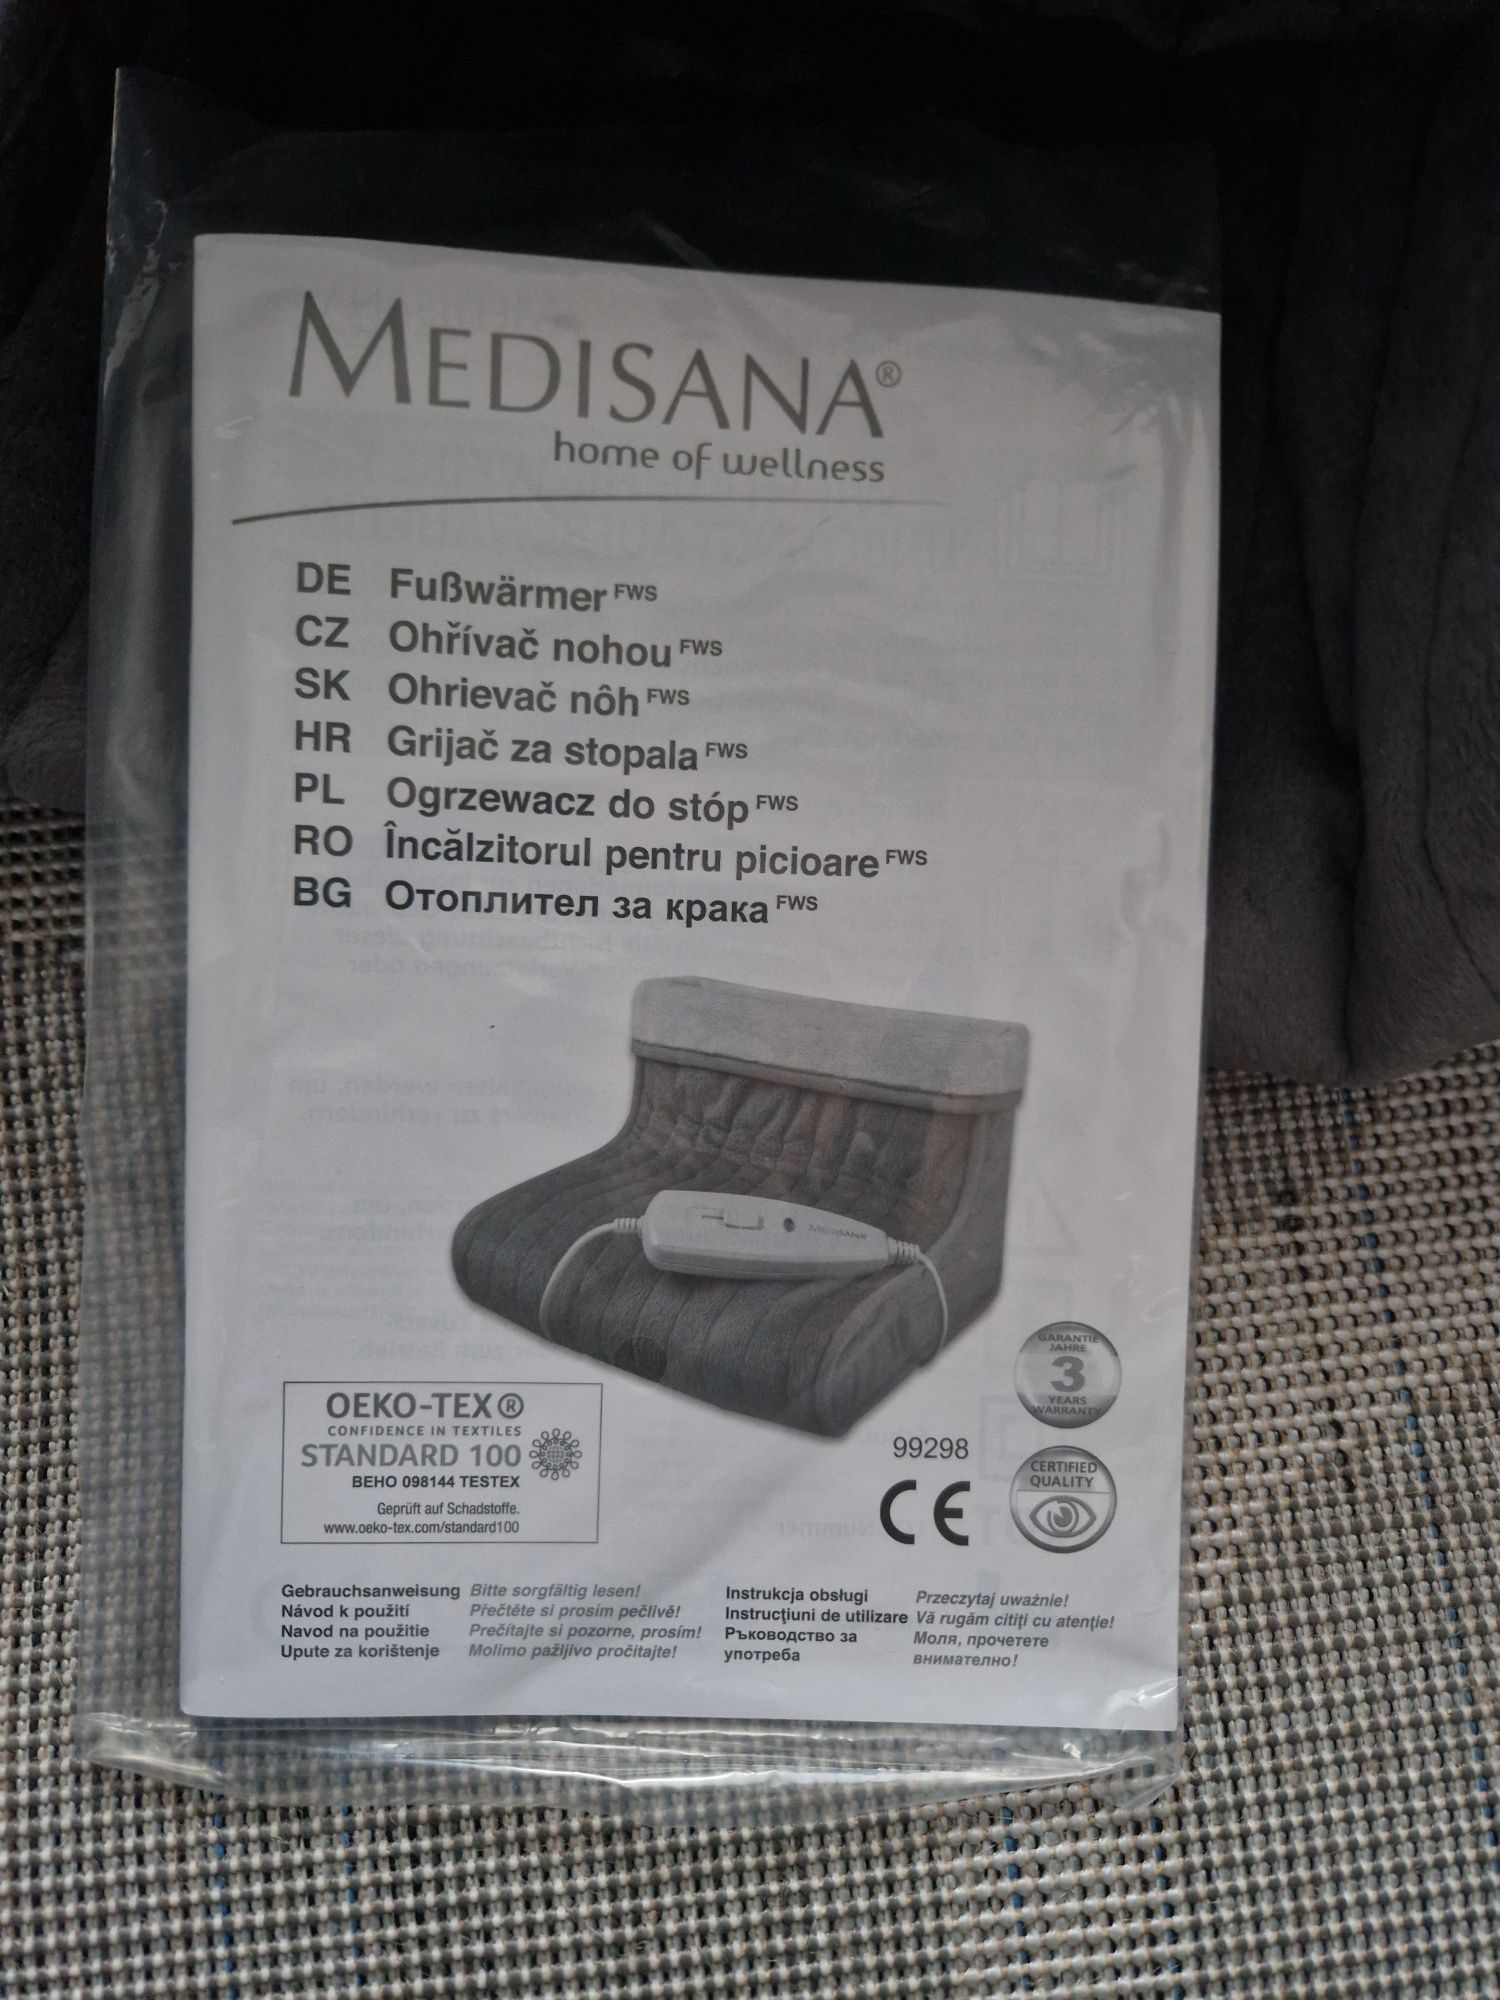 MEDISANA®
home of wellness
DE Fußwärmer FWS
CZ Ohřívač nohou FWS
SK Ohrievač nôh FWS
HR Grijač za stopala FWS
PL Ogrzewacz do stóp FWS
RO Încălzitorul pentru picioare FWS
BG Отоплител за крака FWS
MEDISANA
GARANTIE
JAHRE
3
YEARS
WARRANTY
OEKO-TEX®
CONFIDENCE IN TEXTILES
STANDARD 100
BEHO 098144 TESTEX
Geprüft auf Schadstoffe.
www.oeko-tex.com/standard100
99298
CE
CERTIFIED
QUALITY
Gebrauchsanweisung Bitte sorgfältig lesen!
Návod k použití Přečtěte si prosím pečlivě!
Navod na použitie Prečítajte si pozorne, prosím!
Upute za korištenje Molimo pažljivo pročitajte!
Instrukcja obsługi Przeczytaj uważnie!
Instrucţiuni de utilizare Vă rugăm citiţi cu atenţie!
Ръководство за Моля, прочетете
употреба внимателно!